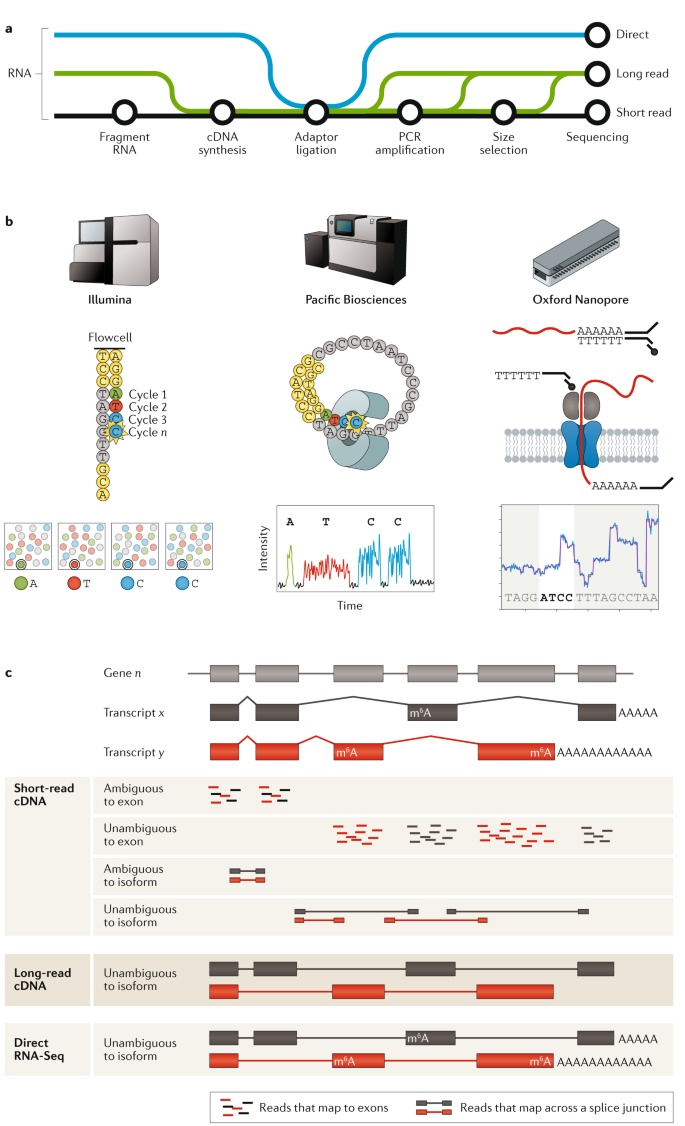 a
RNA
Direct
Long read
Short read
Fragment
RNA
cDNA
synthesis
Adaptor
ligation
PCR
amplification
Size
selection
Sequencing
b
Illumina
Pacific Biosciences
Oxford Nanopore
Flowcell
T A
C G
C G
T A
A T
G C
G C
T
T
G
C
A
Cycle 1
Cycle 2
Cycle 3
Cycle n
AAAAAA
TTTTTT
TTTTTT
AAAAAA
A
T
C
C
Intensity
A T C C
Time
TAGG ATCC TTTAGCCTAA
c
Gene n
Transcript x
m⁶A
AAAAA
Transcript y
m⁶A
m⁶A
AAAAAAAAAAAA
Short-read
cDNA
Ambiguous
to exon
Unambiguous
to exon
Ambiguous
to isoform
Unambiguous
to isoform
Long-read
cDNA
Unambiguous
to isoform
Direct
RNA-Seq
Unambiguous
to isoform
m⁶A
AAAAA
m⁶A
m⁶A
AAAAAAAAAAAA
Reads that map to exons
Reads that map across a splice junction